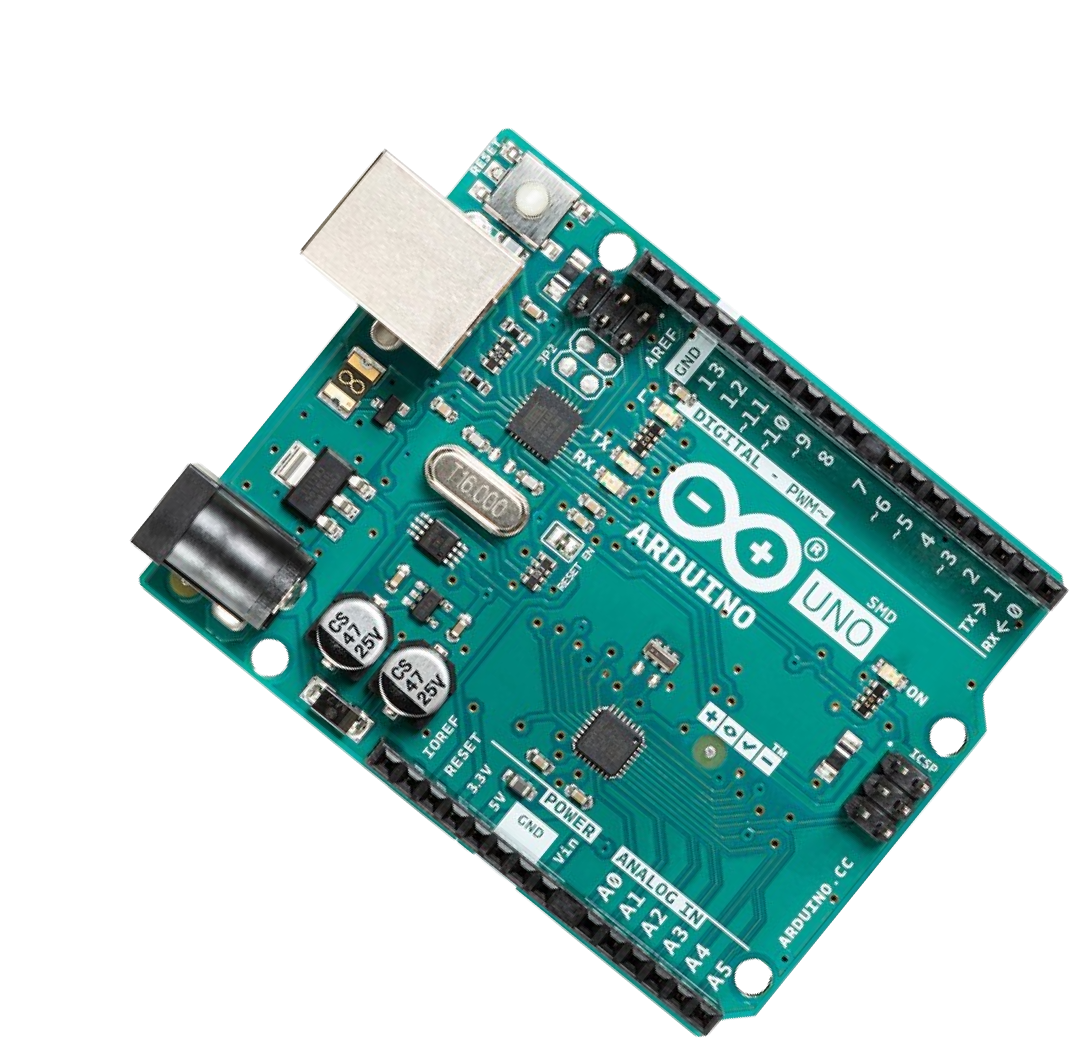 RESET
JP2
AREF
GND
13
12
~11
~10
~9
8
7
~6
~5
4
~3
2
TX→1
RX←0
DIGITAL - PWM~
L
TX
RX
T16.000
RESET EN
ARDUINO
®
UNO
SMD
ON
ICSP
CS
47
25V
CS
47
25V
IOREF
RESET
3.3V
5V
GND
Vin
POWER
ANALOG IN
A0
A1
A2
A3
A4
A5
TM
ARDUINO.CC